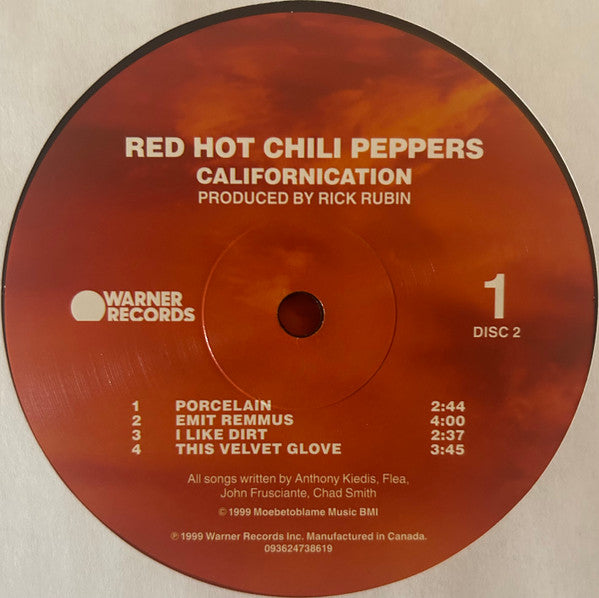 RED HOT CHILI PEPPERS
CALIFORNICATION
PRODUCED BY RICK RUBIN
WARNER
RECORDS
1
DISC 2
1 PORCELAIN 2:44
2 EMIT REMMUS 4:00
3 I LIKE DIRT 2:37
4 THIS VELVET GLOVE 3:45
All songs written by Anthony Kiedis, Flea,
John Frusciante, Chad Smith
© 1999 Moebetoblame Music BMI
℗ 1999 Warner Records Inc. Manufactured in Canada.
093624738619